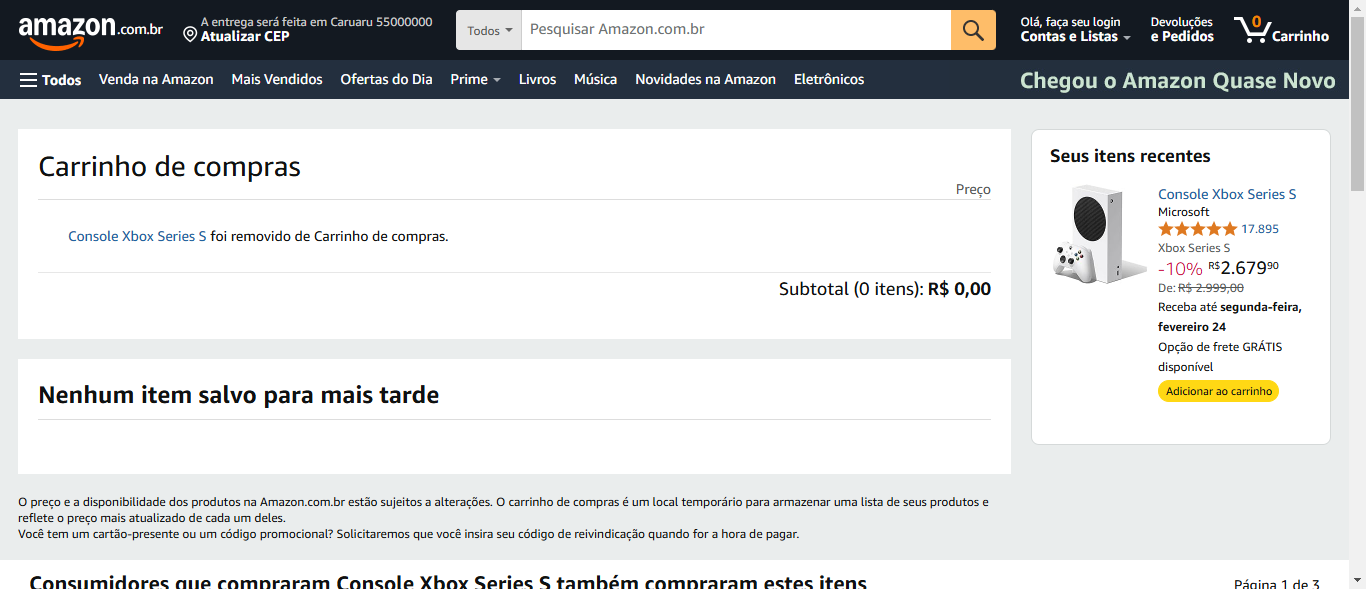 amazon.com.br
A entrega será feita em Caruaru 55000000
Atualizar CEP
Todos
Pesquisar Amazon.com.br
Olá, faça seu login
Contas e Listas
Devoluções
e Pedidos
0
Carrinho
Todos
Venda na Amazon
Mais Vendidos
Ofertas do Dia
Prime
Livros
Música
Novidades na Amazon
Eletrônicos
Chegou o Amazon Quase Novo
Carrinho de compras
Preço
Console Xbox Series S foi removido de Carrinho de compras.
Subtotal (0 itens): R$ 0,00
Nenhum item salvo para mais tarde
O preço e a disponibilidade dos produtos na Amazon.com.br estão sujeitos a alterações. O carrinho de compras é um local temporário para armazenar uma lista de seus produtos e
reflete o preço mais atualizado de cada um deles.
Você tem um cartão-presente ou um código promocional? Solicitaremos que você insira seu código de reivindicação quando for a hora de pagar.
Seus itens recentes
Console Xbox Series S
Microsoft
17.895
Xbox Series S
-10% R$2.67990
De: R$ 2.999,00
Receba até segunda-feira,
fevereiro 24
Opção de frete GRÁTIS
disponível
Adicionar ao carrinho
Consumidores que compraram Console Xbox Series S também compraram estes itens
Página 1 de 3